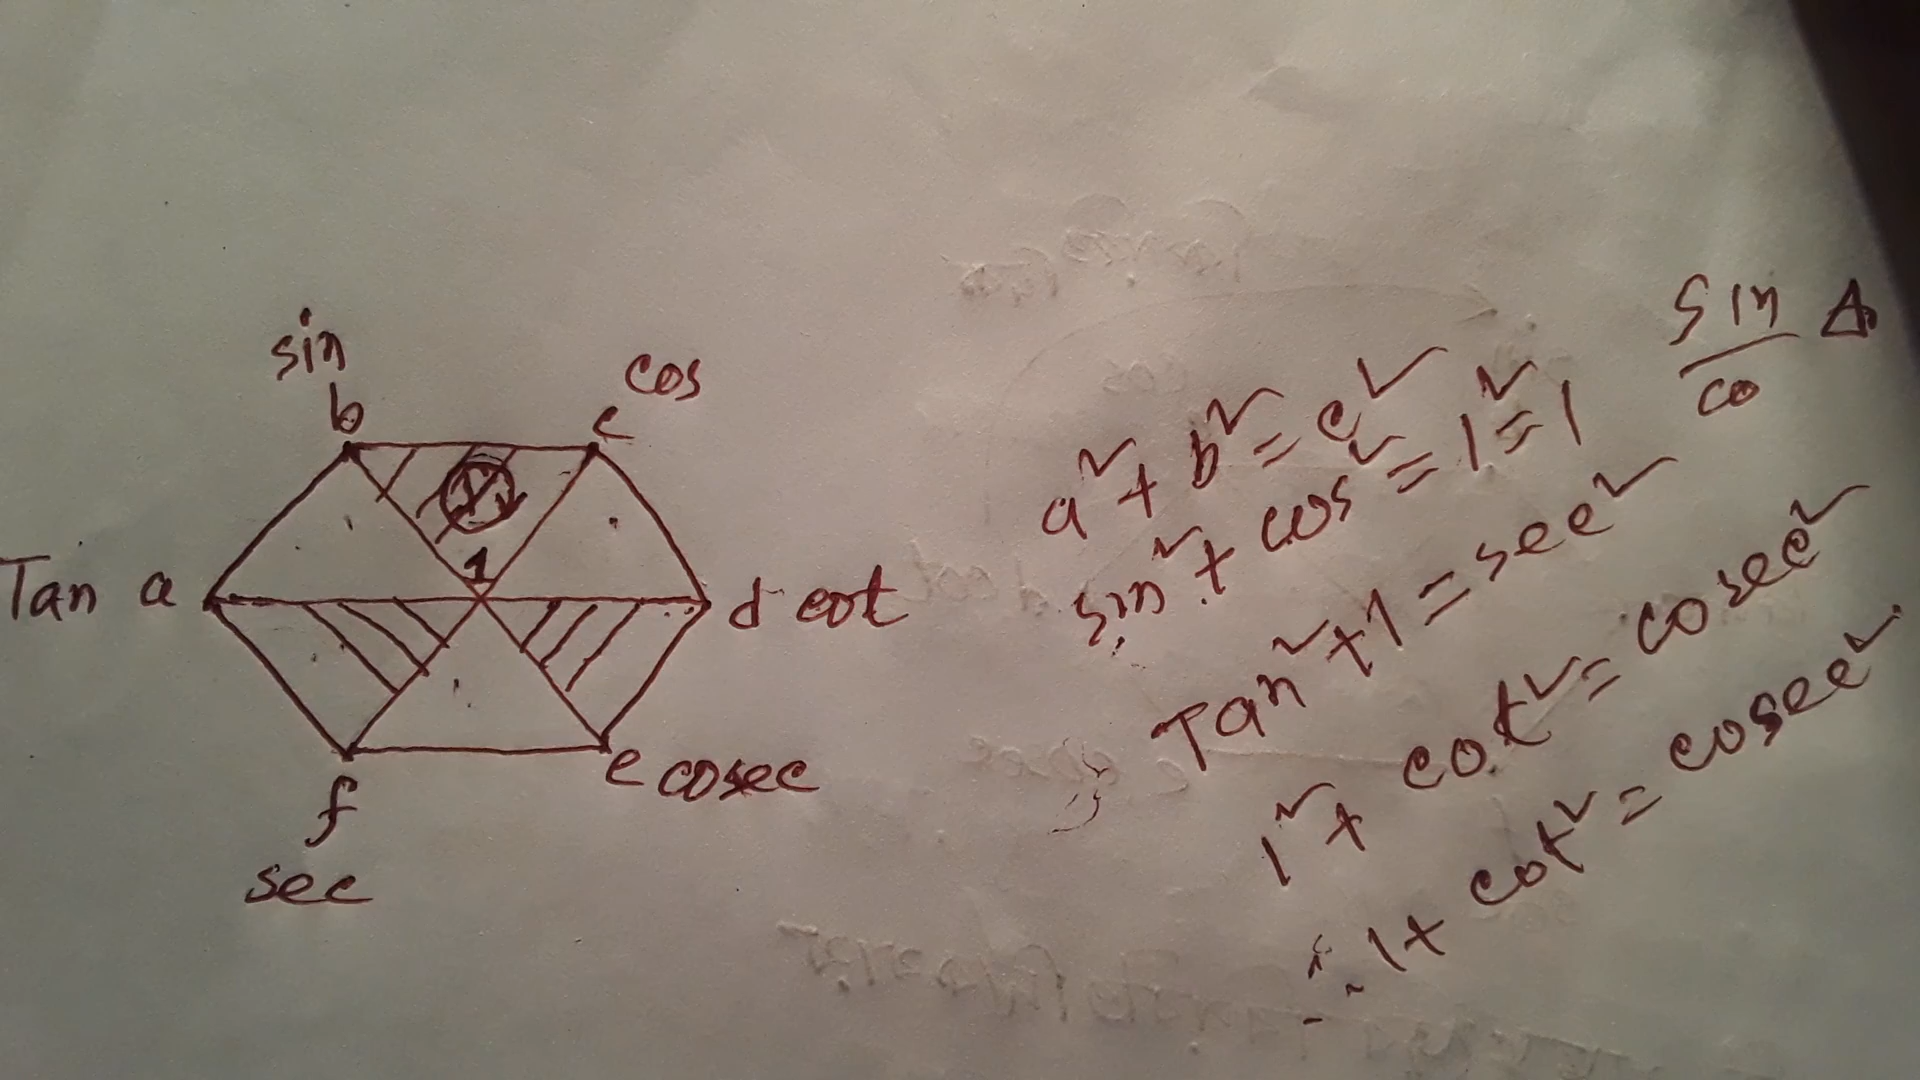 sin
cos
b
c
1
Tan a
d cot
e cosec
f
sec
sin
co
a² + b² = c²
sin² + cos² = 1² = 1
Tan² + 1 = sec²
1² + cot² = cosec²
∴ 1 + cot² = cosec²